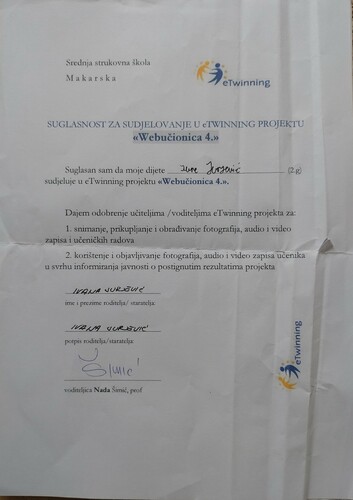 Srednja strukovna škola
Makarska
eTwinning
SUGLASNOST ZA SUDJELOVANJE U eTWINNING PROJEKTU
«Webučionica 4.»
Suglasan sam da moje dijete Jurjević (2.g)
sudjeluje u eTwinning projektu «Webučionica 4.».
Dajem odobrenje učiteljima /voditeljima eTwinning projekta za:
1. snimanje, prikupljanje i obrađivanje fotografija, audio i video
zapisa i učeničkih radova
2. korištenje i objavljivanje fotografija, audio i video zapisa učenika
u svrhu informiranja javnosti o postignutim rezultatima projekta
IVANA JURJEVIĆ
ime i prezime roditelja/ staratelja
IVANA JURJEVIĆ
potpis roditelja/staratelja
eTwinning
Šimić
voditeljica Nada Šimić, prof